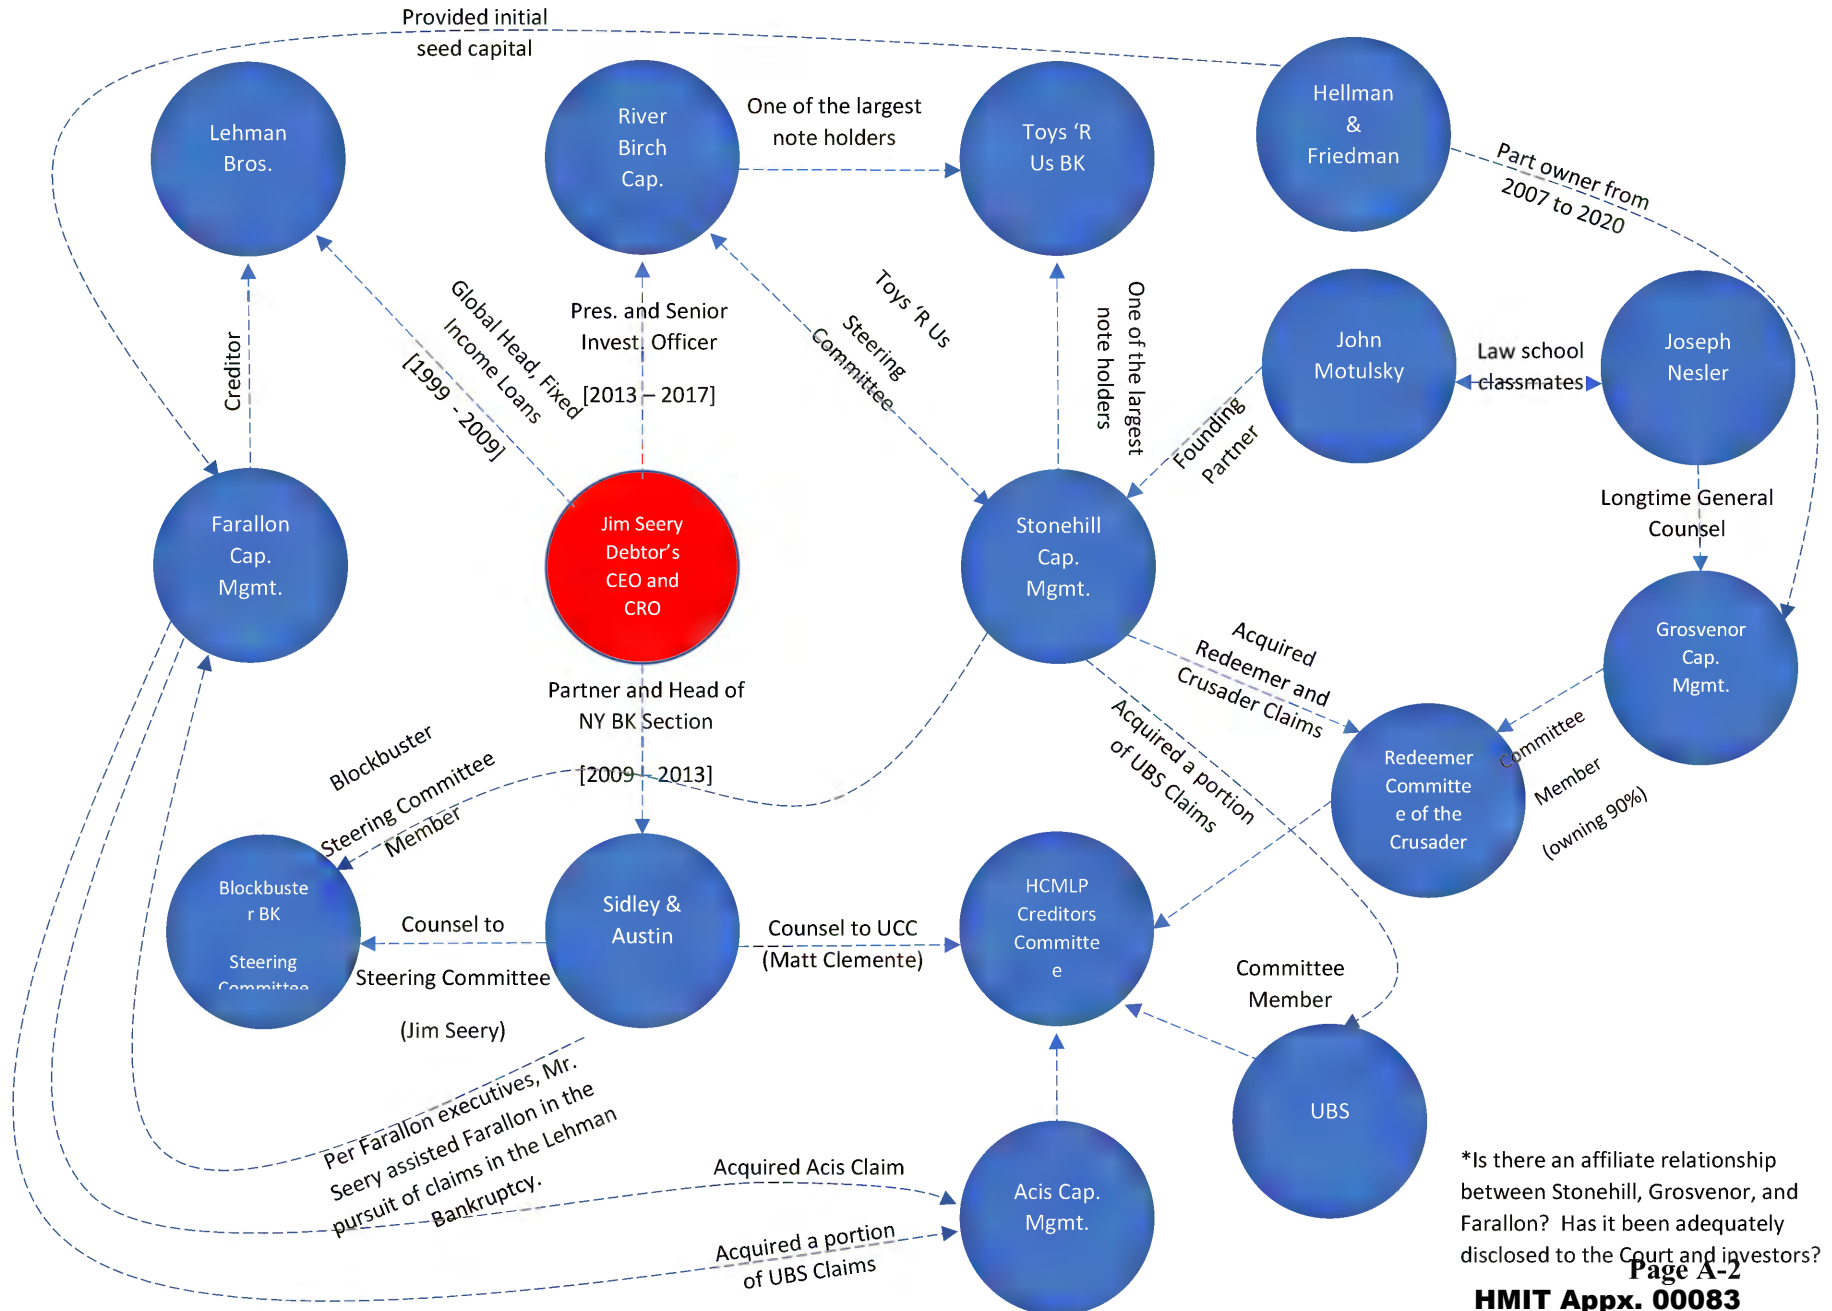 Provided initial
seed capital
Lehman
Bros.
River
Birch
Cap.
One of the largest
note holders
Toys ‘R
Us BK
Hellman
&
Friedman
Part owner from
2007 to 2020
Creditor
Global Head, Fixed
Income Loans
[1999 - 2009]
Pres. and Senior
Invest. Officer
[2013 – 2017]
Toys ‘R Us
Steering
Committee
One of the largest
note holders
John
Motulsky
Law school
classmates
Joseph
Nesler
Founding
Partner
Longtime General
Counsel
Farallon
Cap.
Mgmt.
Jim Seery
Debtor’s
CEO and
CRO
Stonehill
Cap.
Mgmt.
Grosvenor
Cap.
Mgmt.
Partner and Head of
NY BK Section
[2009 – 2013]
Acquired
Redeemer and
Crusader Claims
Acquired a portion
of UBS Claims
Redeemer
Committe
e of the
Crusader
Committee
Member
(owning 90%)
Blockbuster
Steering Committee
Member
Blockbuste
r BK
Steering
Committee
Counsel to
Steering Committee
(Jim Seery)
Sidley &
Austin
Counsel to UCC
(Matt Clemente)
HCMLP
Creditors
Committe
e
Committee
Member
UBS
Per Farallon executives, Mr.
Seery assisted Farallon in the
pursuit of claims in the Lehman
Bankruptcy.
Acquired Acis Claim
Acquired a portion
of UBS Claims
Acis Cap.
Mgmt.
*Is there an affiliate relationship
between Stonehill, Grosvenor, and
Farallon? Has it been adequately
disclosed to the Court and investors?
Page A-2
HMIT Appx. 00083